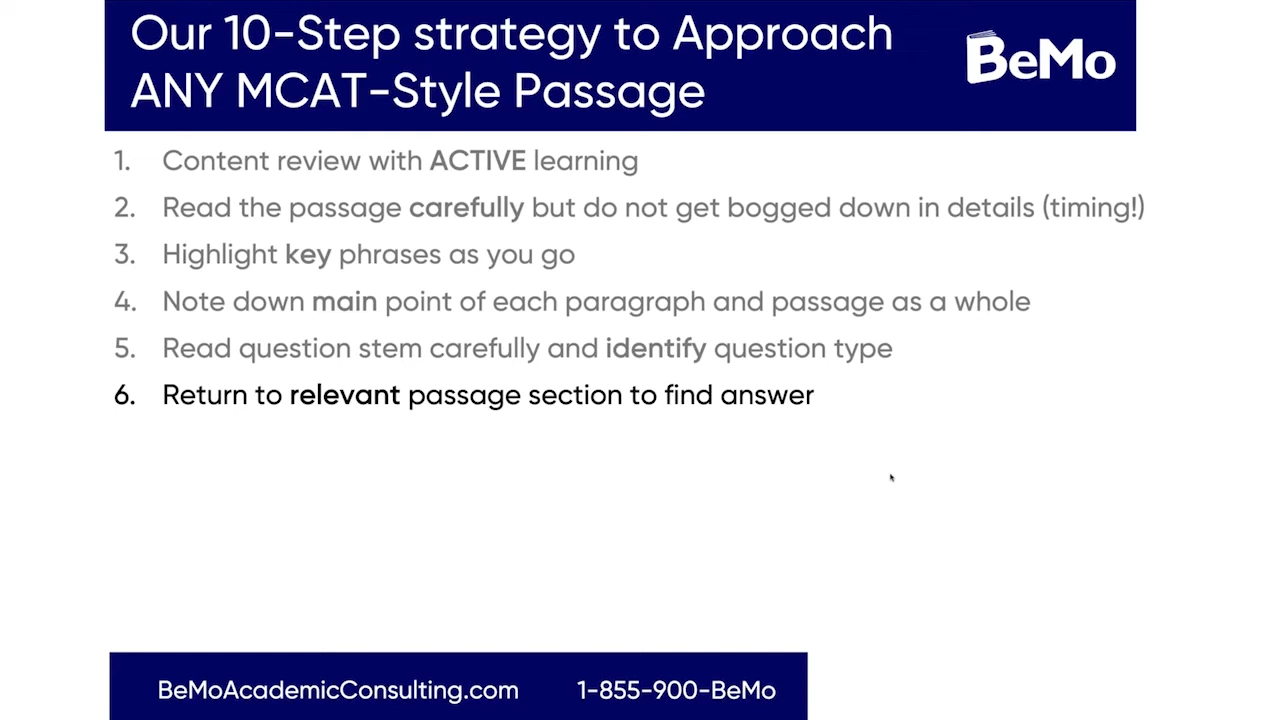 Our 10-Step strategy to Approach
ANY MCAT-Style Passage
BeMo
1. Content review with ACTIVE learning
2. Read the passage carefully but do not get bogged down in details (timing!)
3. Highlight key phrases as you go
4. Note down main point of each paragraph and passage as a whole
5. Read question stem carefully and identify question type
6. Return to relevant passage section to find answer
BeMoAcademicConsulting.com 1-855-900-BeMo